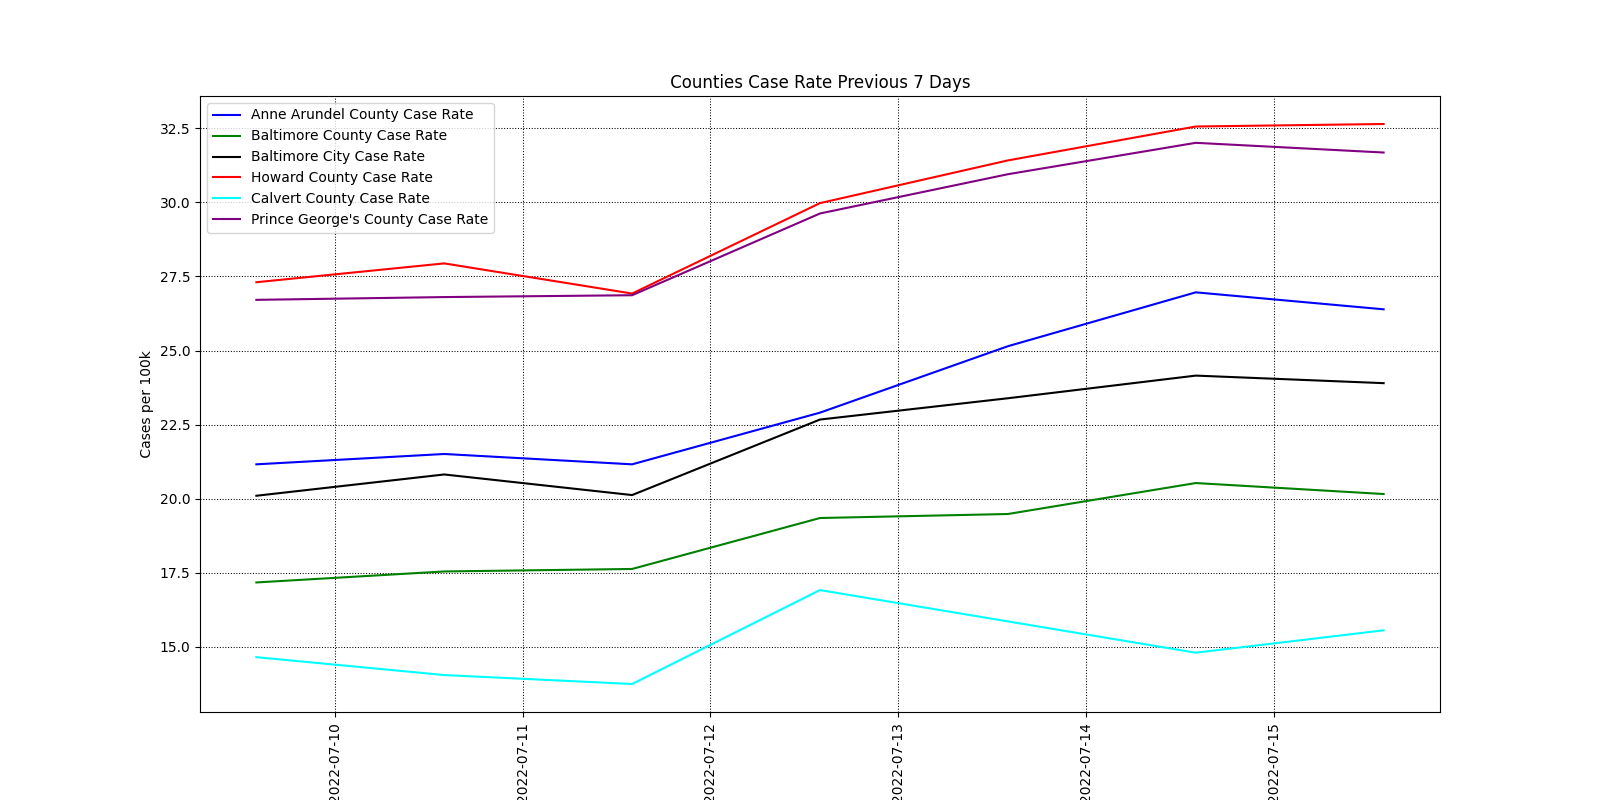 Counties Case Rate Previous 7 Days
Anne Arundel County Case Rate
Baltimore County Case Rate
Baltimore City Case Rate
Howard County Case Rate
Calvert County Case Rate
Prince George's County Case Rate
Cases per 100k
32.5
30.0
27.5
25.0
22.5
20.0
17.5
15.0
2022-07-10
2022-07-11
2022-07-12
2022-07-13
2022-07-14
2022-07-15